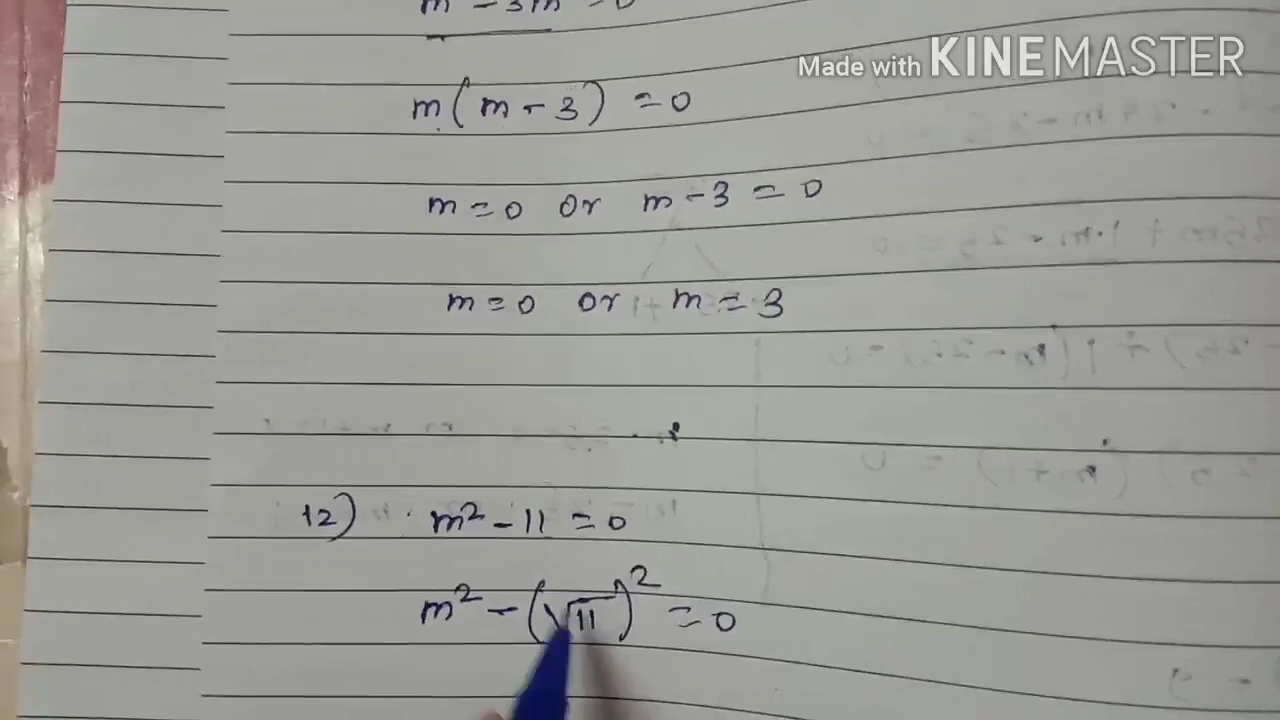 Made with KINEMASTER
m(m-3) = 0
m = 0 or m-3 = 0
m = 0 or m = 3
12) m² - 11 = 0
m² - (√11)² = 0